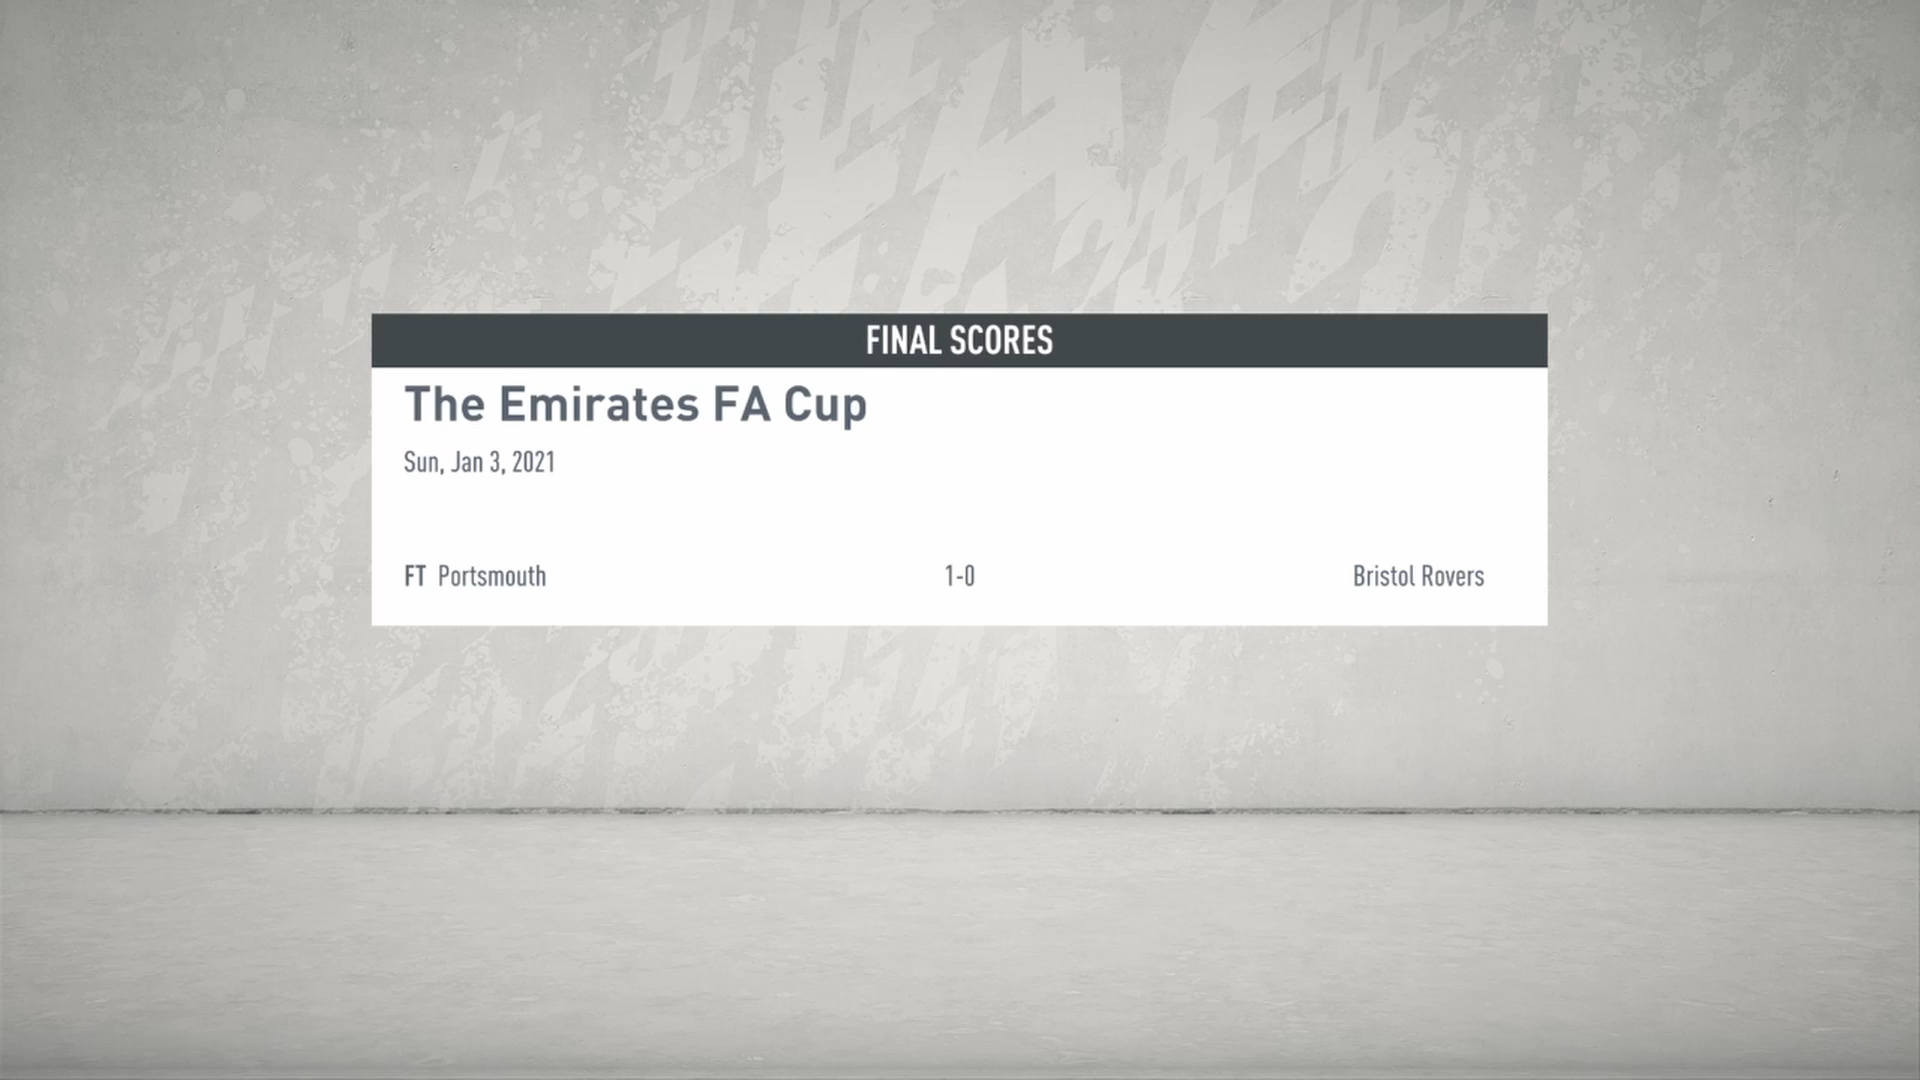 FINAL SCORES
The Emirates FA Cup
Sun, Jan 3, 2021
FT Portsmouth 1-0 Bristol Rovers